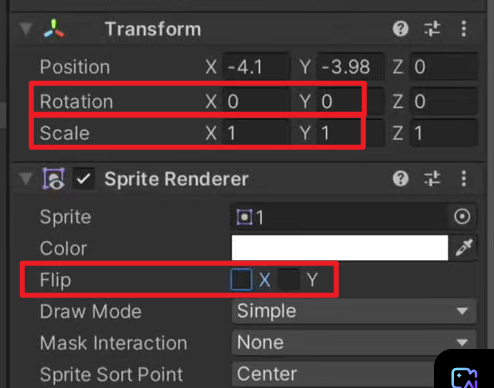 Transform
Position X -4.1 Y -3.98 Z 0
Rotation X 0 Y 0 Z 0
Scale X 1 Y 1 Z 1
Sprite Renderer
Sprite 1
Color
Flip X Y
Draw Mode Simple
Mask Interaction None
Sprite Sort Point Center